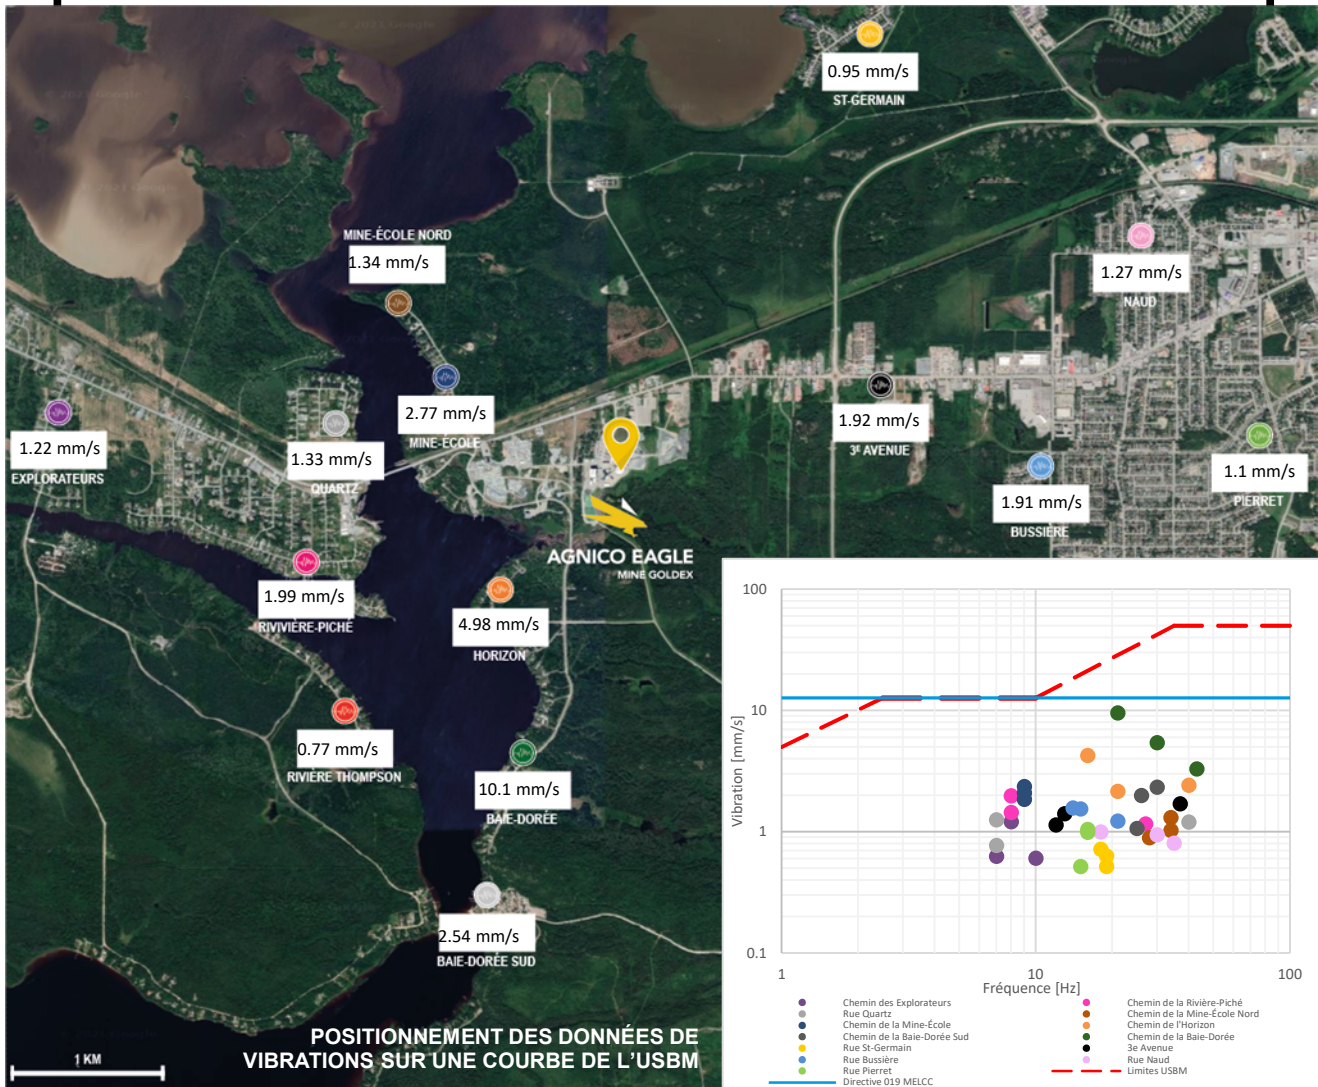 0.95 mm/s
ST-GERMAIN
MINE-ÉCOLE NORD
1.34 mm/s
1.27 mm/s
NAUD
2.77 mm/s
MINE-ÉCOLE
1.22 mm/s
EXPLORATEURS
1.33 mm/s
QUARTZ
1.92 mm/s
3E AVENUE
1.91 mm/s
BUSSIÈRE
1.1 mm/s
PIERRET
AGNICO EAGLE
MINE GOLDEX
1.99 mm/s
RIVIVIÈRE-PICHÉ
4.98 mm/s
HORIZON
0.77 mm/s
RIVIÈRE THOMPSON
10.1 mm/s
BAIE-DORÉE
2.54 mm/s
BAIE-DORÉE SUD
POSITIONNEMENT DES DONNÉES DE
VIBRATIONS SUR UNE COURBE DE L'USBM
1 KM
100
10
1
0.1
Vibration [mm/s]
1
10
100
Fréquence [Hz]
Chemin des Explorateurs
Chemin de la Rivière-Piché
Rue Quartz
Chemin de la Mine-École Nord
Chemin de la Mine-École
Chemin de l'Horizon
Chemin de la Baie-Dorée Sud
Chemin de la Baie-Dorée
Rue St-Germain
3e Avenue
Rue Bussière
Rue Naud
Rue Pierret
Limites USBM
Directive 019 MELCC